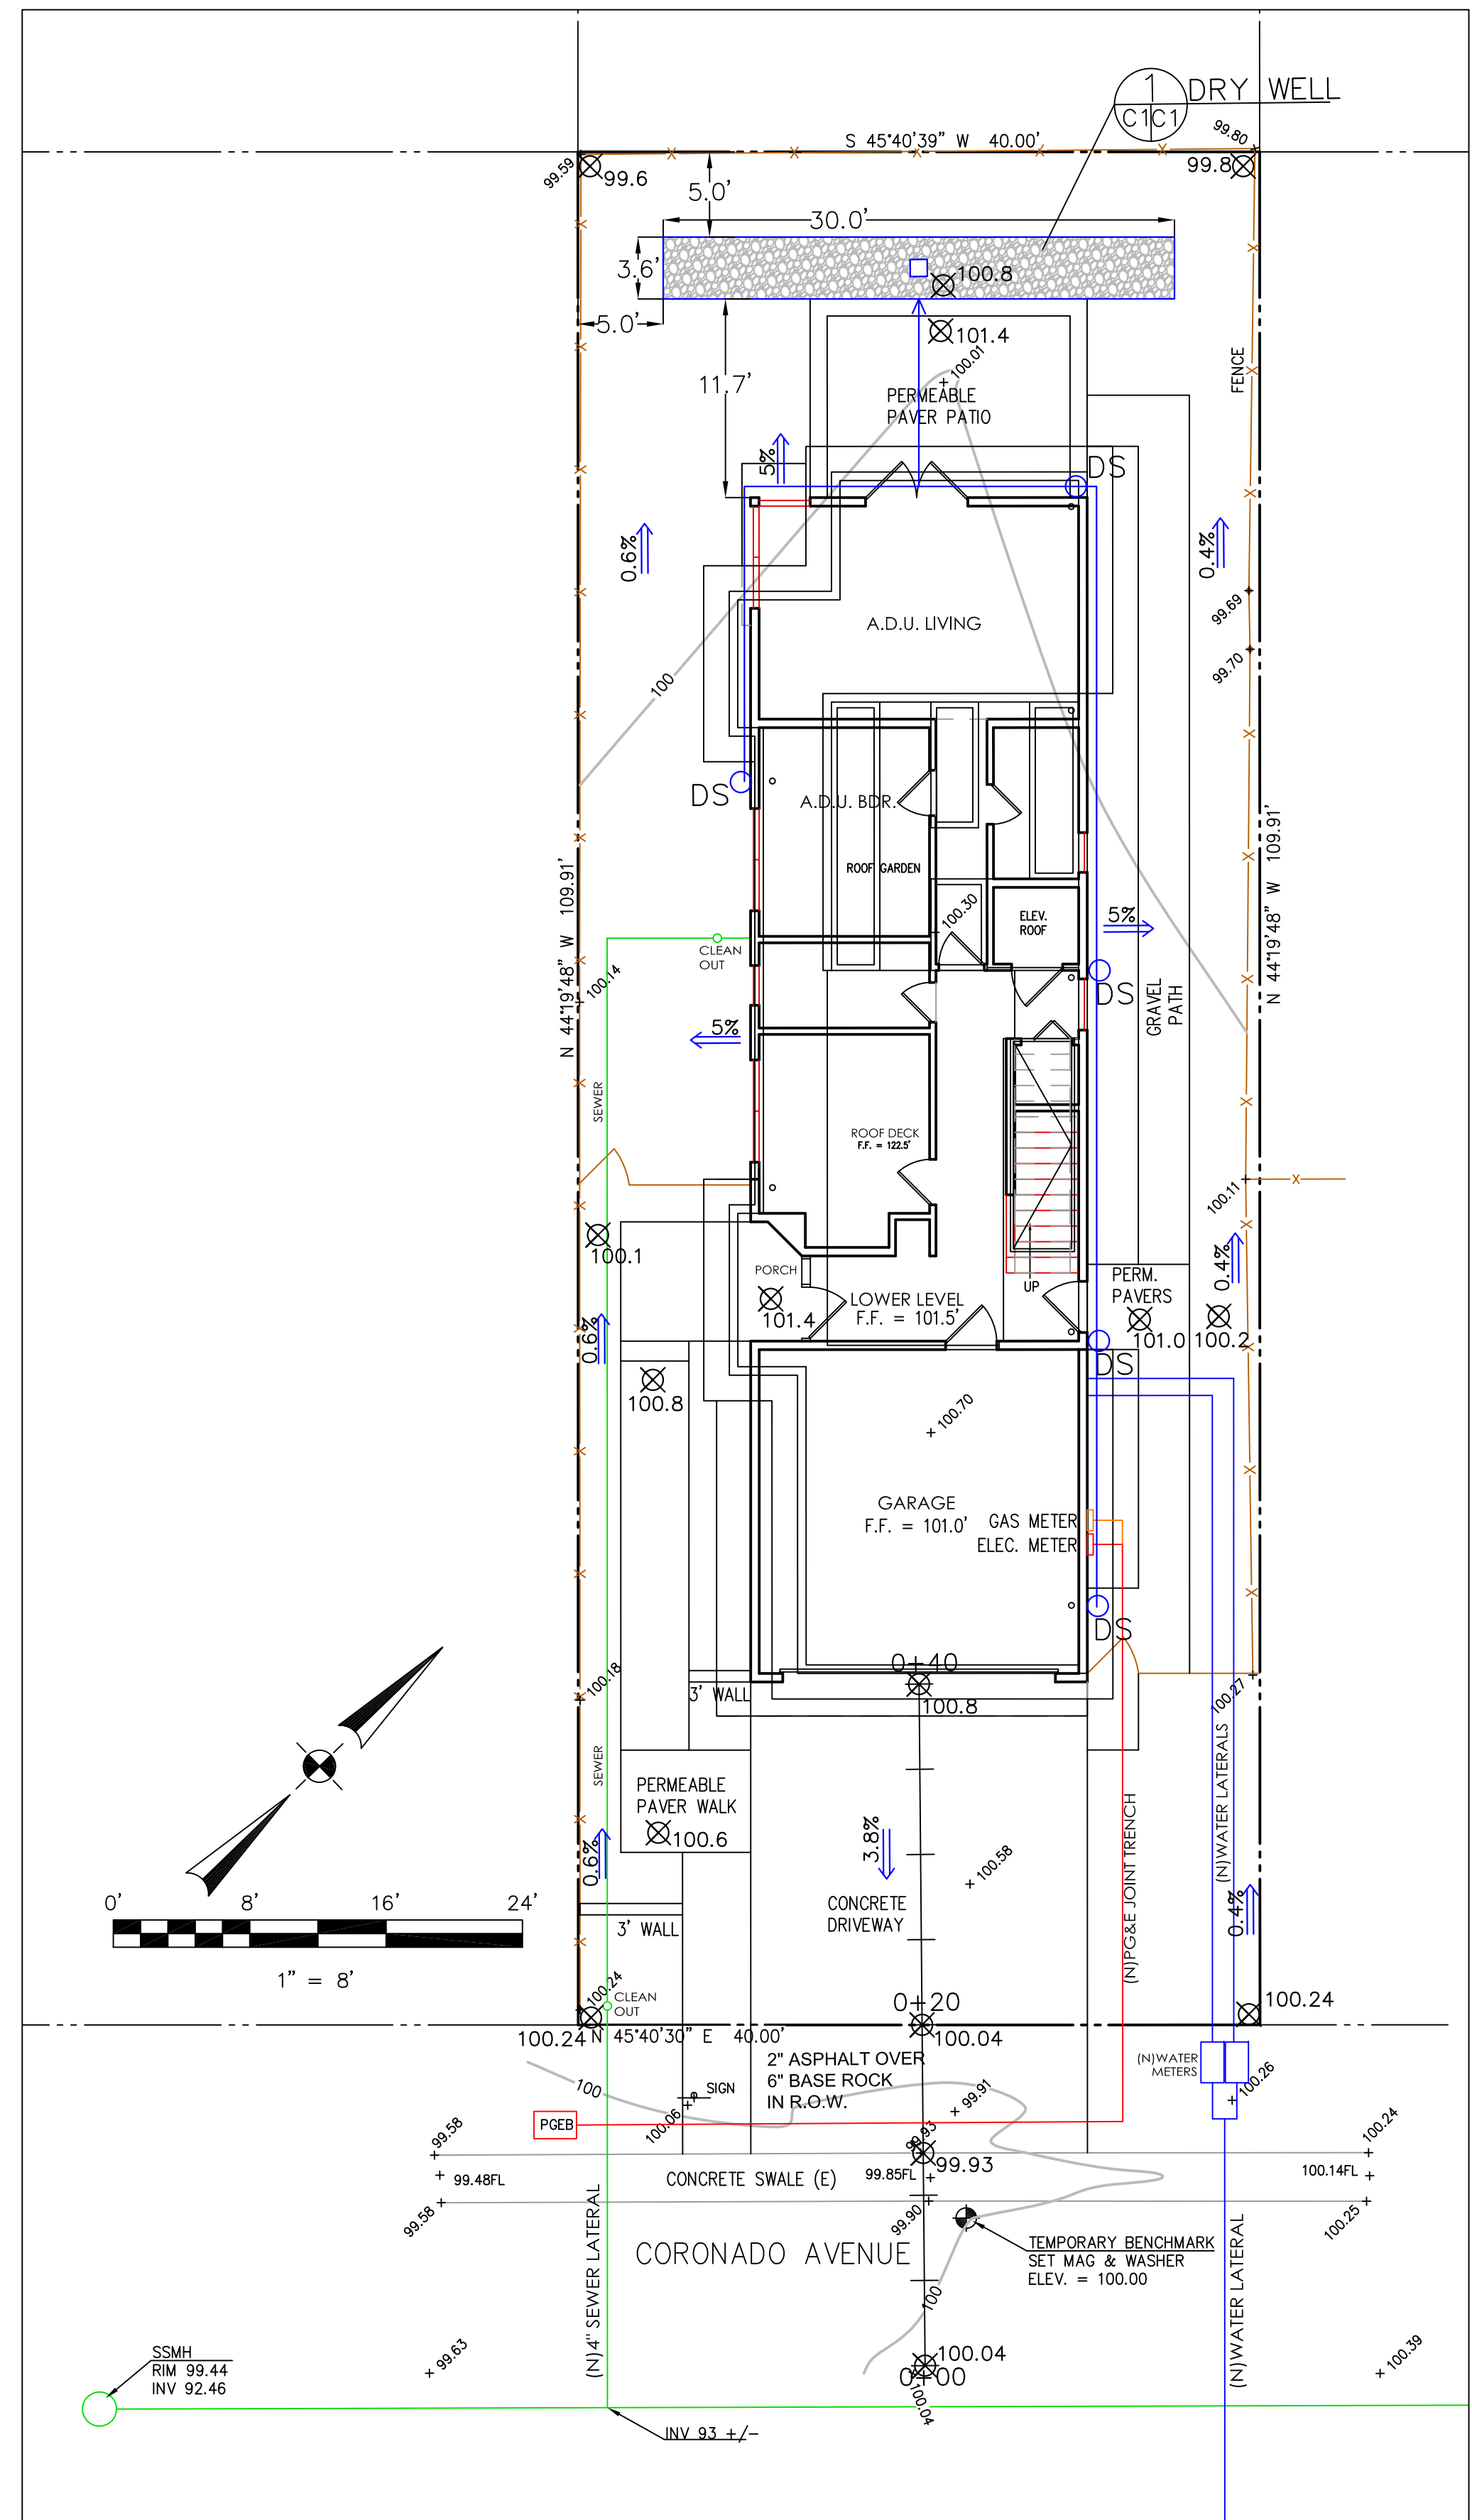 1 DRY WELL
C1 C1
S 45°40'39" W 40.00'
99.80
99.59
99.6
99.8
5.0'
30.0'
3.6'
100.8
5.0'
101.4
100.01
11.7'
FENCE
PERMEABLE
PAVER PATIO
5%
DS
0.6%
0.4%
99.69
A.D.U. LIVING
99.70
100
DS
A.D.U. BDR.
N 44°19'48" W 109.91'
N 44°19'48" W 109.91'
ROOF GARDEN
100.30
ELEV.
ROOF
5%
CLEAN
OUT
100.14
DS
GRAVEL
PATH
5%
SEWER
ROOF DECK
F.F. = 122.5'
100.11
100.1
PORCH
UP
PERM.
PAVERS
0.4%
101.4
LOWER LEVEL
F.F. = 101.5'
101.0
100.2
0.6%
DS
100.8
100.70
GARAGE
F.F. = 101.0'
GAS METER
ELEC. METER
DS
0+40
100.18
3' WALL
100.8
100.27
SEWER
PERMEABLE
PAVER WALK
100.6
(N)WATER LATERALS
(N)PG&E JOINT TRENCH
0.6%
3.8%
100.58
0' 8' 16' 24'
CONCRETE
DRIVEWAY
0.4%
3' WALL
1" = 8'
100.24
CLEAN
OUT
0+20
100.24
100.24
N 45°40'30" E 40.00'
100.04
2" ASPHALT OVER
6" BASE ROCK
IN R.O.W.
(N)WATER
METERS
100
SIGN
100.26
99.91
PGEB
100.06
99.58
99.93
100.24
99.93
99.48FL
CONCRETE SWALE (E)
99.85FL
100.14FL
99.58
99.90
100.25
CORONADO AVENUE
TEMPORARY BENCHMARK
SET MAG & WASHER
ELEV. = 100.00
(N)4" SEWER LATERAL
(N)WATER LATERAL
100
SSMH
RIM 99.44
INV 92.46
99.63
100.04
0+00
100.04
100.39
INV 93 +/-